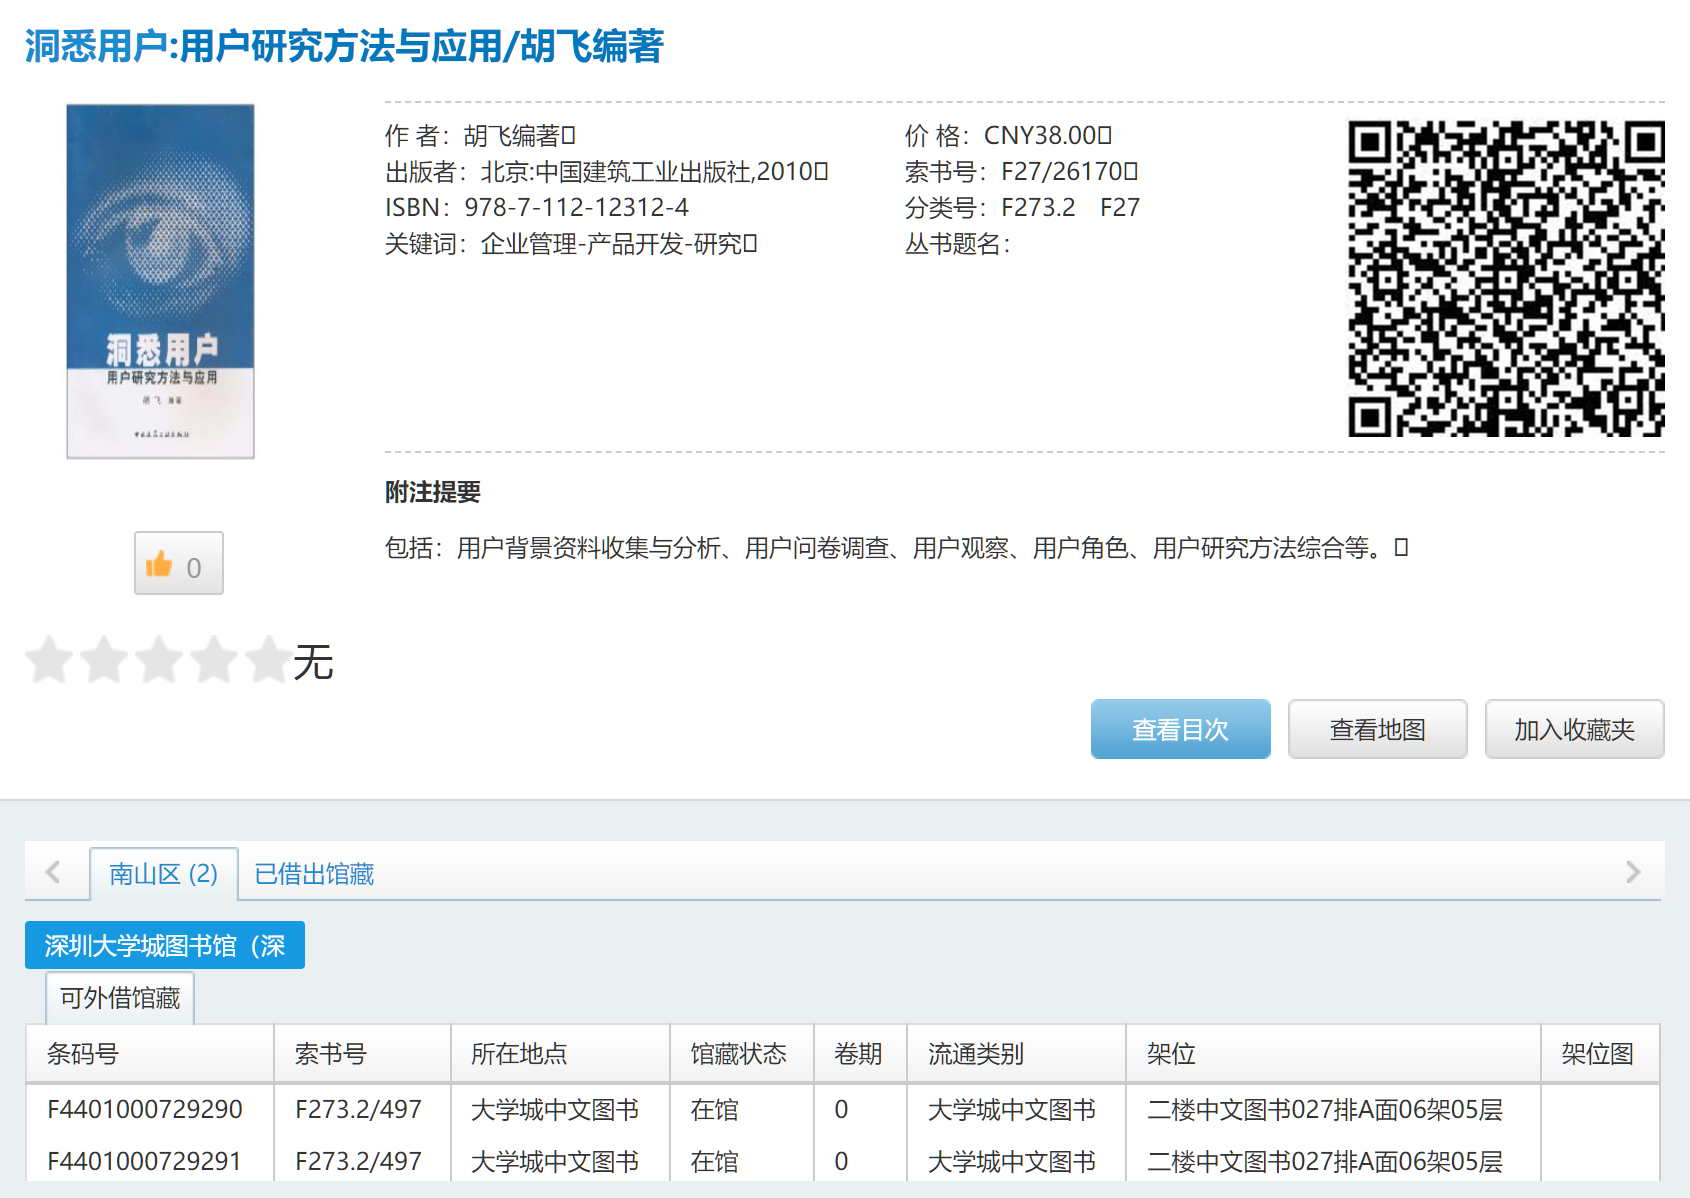 洞悉用户:用户研究方法与应用/胡飞编著
洞悉用户
用户研究方法与应用
胡飞 编著
中国建筑工业出版社
作 者：胡飞编著
价 格：CNY38.00
出版者：北京:中国建筑工业出版社,2010
索书号：F27/26170
ISBN：978-7-112-12312-4
分类号：F273.2 F27
关键词：企业管理-产品开发-研究
丛书题名：
附注提要
包括：用户背景资料收集与分析、用户问卷调查、用户观察、用户角色、用户研究方法综合等。
0
无
查看目次 查看地图 加入收藏夹
南山区 (2) 已借出馆藏
深圳大学城图书馆（深
可外借馆藏
条码号 索书号 所在地点 馆藏状态 卷期 流通类别 架位 架位图
F4401000729290 F273.2/497 大学城中文图书 在馆 0 大学城中文图书 二楼中文图书027排A面06架05层
F4401000729291 F273.2/497 大学城中文图书 在馆 0 大学城中文图书 二楼中文图书027排A面06架05层